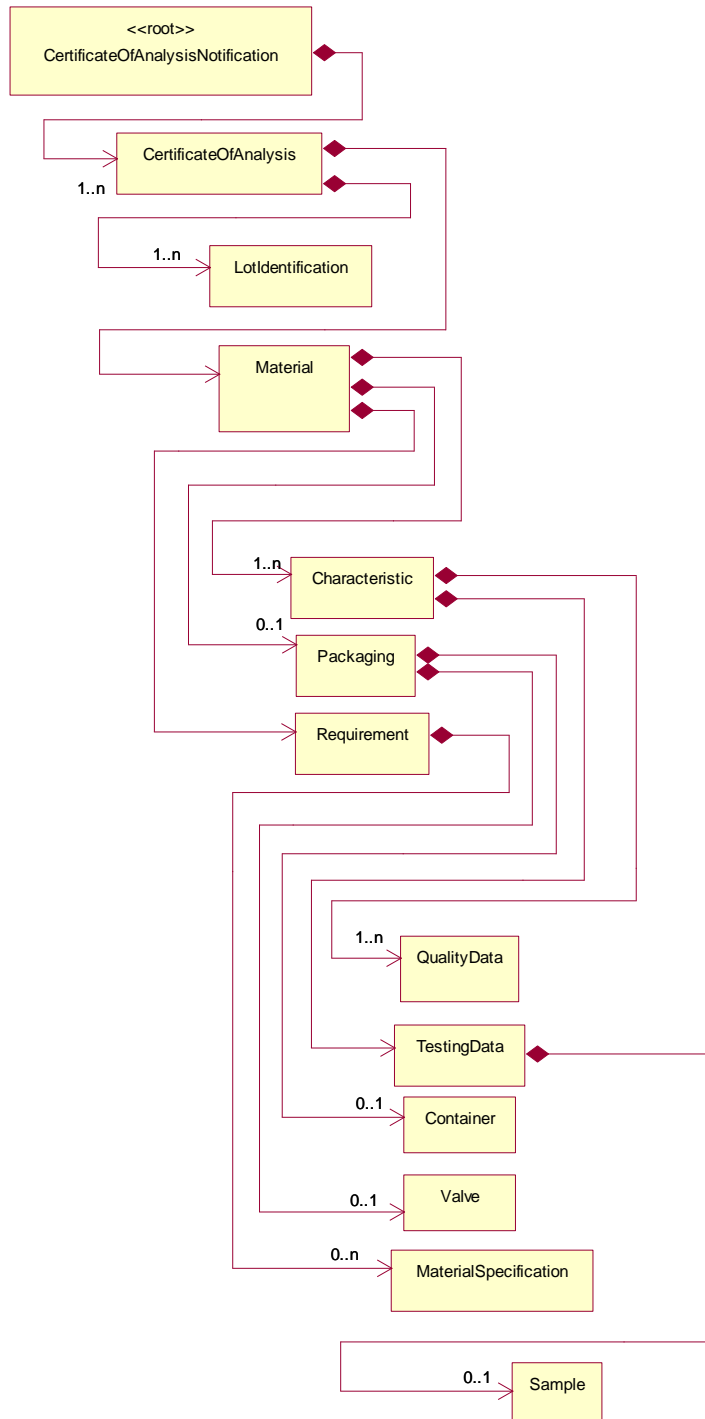 <<root>>
CertificateOfAnalysisNotification
CertificateOfAnalysis
1..n
1..n
LotIdentification
Material
1..n
Characteristic
0..1
Packaging
Requirement
1..n
QualityData
TestingData
0..1
Container
0..1
Valve
0..n
MaterialSpecification
0..1
Sample